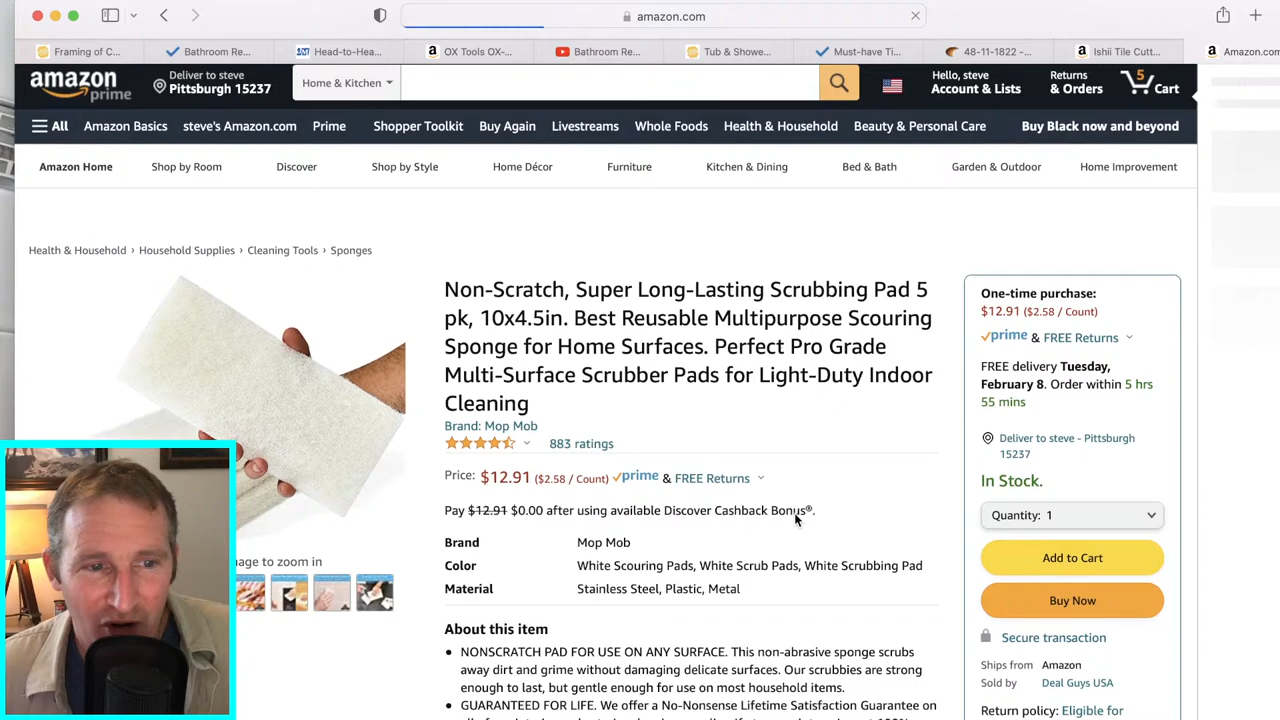 amazon.com
Framing of C...
Bathroom Re...
Head-to-Hea...
OX Tools OX-...
Bathroom Re...
Tub & Showe...
Must-have Ti...
48-11-1822 -...
Ishii Tile Cutt...
Amazon.com
amazon prime
Deliver to steve
Pittsburgh 15237
Home & Kitchen
Hello, steve
Account & Lists
Returns
& Orders
5
Cart
All
Amazon Basics
steve's Amazon.com
Prime
Shopper Toolkit
Buy Again
Livestreams
Whole Foods
Health & Household
Beauty & Personal Care
Buy Black now and beyond
Amazon Home
Shop by Room
Discover
Shop by Style
Home Décor
Furniture
Kitchen & Dining
Bed & Bath
Garden & Outdoor
Home Improvement
Health & Household › Household Supplies › Cleaning Tools › Sponges
Non-Scratch, Super Long-Lasting Scrubbing Pad 5
pk, 10x4.5in. Best Reusable Multipurpose Scouring
Sponge for Home Surfaces. Perfect Pro Grade
Multi-Surface Scrubber Pads for Light-Duty Indoor
Cleaning
Brand: Mop Mob
883 ratings
Price: $12.91 ($2.58 / Count) prime & FREE Returns
Pay $12.91 $0.00 after using available Discover Cashback Bonus®.
Brand Mop Mob
Color White Scouring Pads, White Scrub Pads, White Scrubbing Pad
Material Stainless Steel, Plastic, Metal
About this item
• NONSCRATCH PAD FOR USE ON ANY SURFACE. This non-abrasive sponge scrubs
away dirt and grime without damaging delicate surfaces. Our scrubbies are strong
enough to last, but gentle enough for use on most household items.
• GUARANTEED FOR LIFE. We offer a No-Nonsense Lifetime Satisfaction Guarantee on
mage to zoom in
One-time purchase:
$12.91 ($2.58 / Count)
prime & FREE Returns
FREE delivery Tuesday,
February 8. Order within 5 hrs
55 mins
Deliver to steve - Pittsburgh
15237
In Stock.
Quantity: 1
Add to Cart
Buy Now
Secure transaction
Ships from Amazon
Sold by Deal Guys USA
Return policy: Eligible for